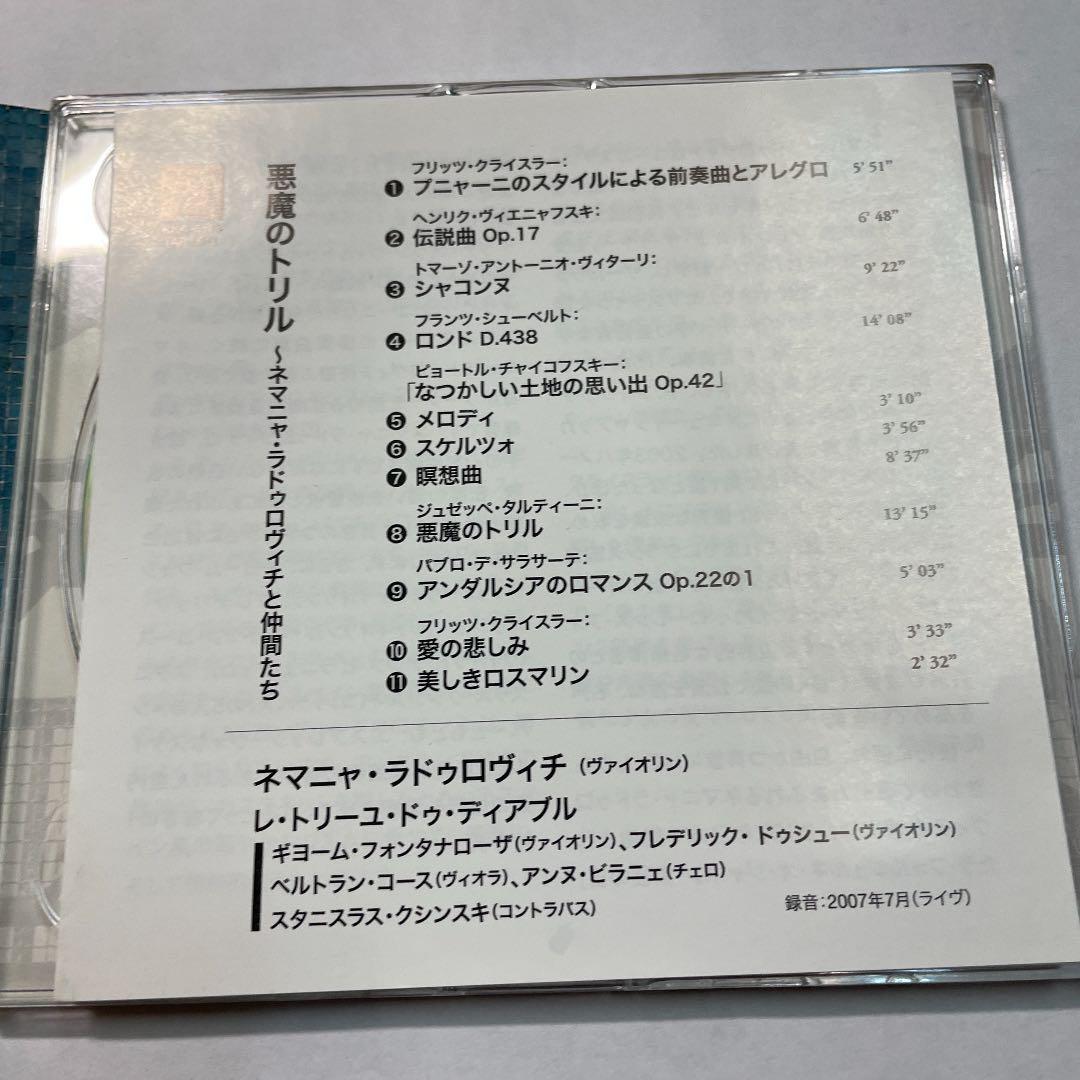 悪魔のトリル 〜ネマニャ・ラドゥロヴィチと仲間たち
フリッツ・クライスラー：
❶ プニャーニのスタイルによる前奏曲とアレグロ 5’51”
ヘンリク・ヴィエニャフスキ：
❷ 伝説曲 Op.17 6’48”
トマーゾ・アントーニオ・ヴィターリ：
❸ シャコンヌ 9’22”
フランツ・シューベルト：
❹ ロンド D.438 14’08”
ピョートル・チャイコフスキー：
「なつかしい土地の思い出 Op.42」
❺ メロディ 3’10”
❻ スケルツォ 3’56”
❼ 瞑想曲 8’37”
ジュゼッペ・タルティーニ：
❽ 悪魔のトリル 13’15”
パブロ・デ・サラサーテ：
❾ アンダルシアのロマンス Op.22の1 5’03”
フリッツ・クライスラー：
❿ 愛の悲しみ 3’33”
⓫ 美しきロスマリン 2’32”
ネマニャ・ラドゥロヴィチ（ヴァイオリン）
レ・トリーユ・ドゥ・ディアブル
ギヨーム・フォンタナローザ（ヴァイオリン）、フレデリック・ドゥシュー（ヴァイオリン）
ベルトラン・コース（ヴィオラ）、アンヌ・ビラニェ（チェロ）
スタニスラス・クシンスキ（コントラバス）
録音：2007年7月（ライヴ）